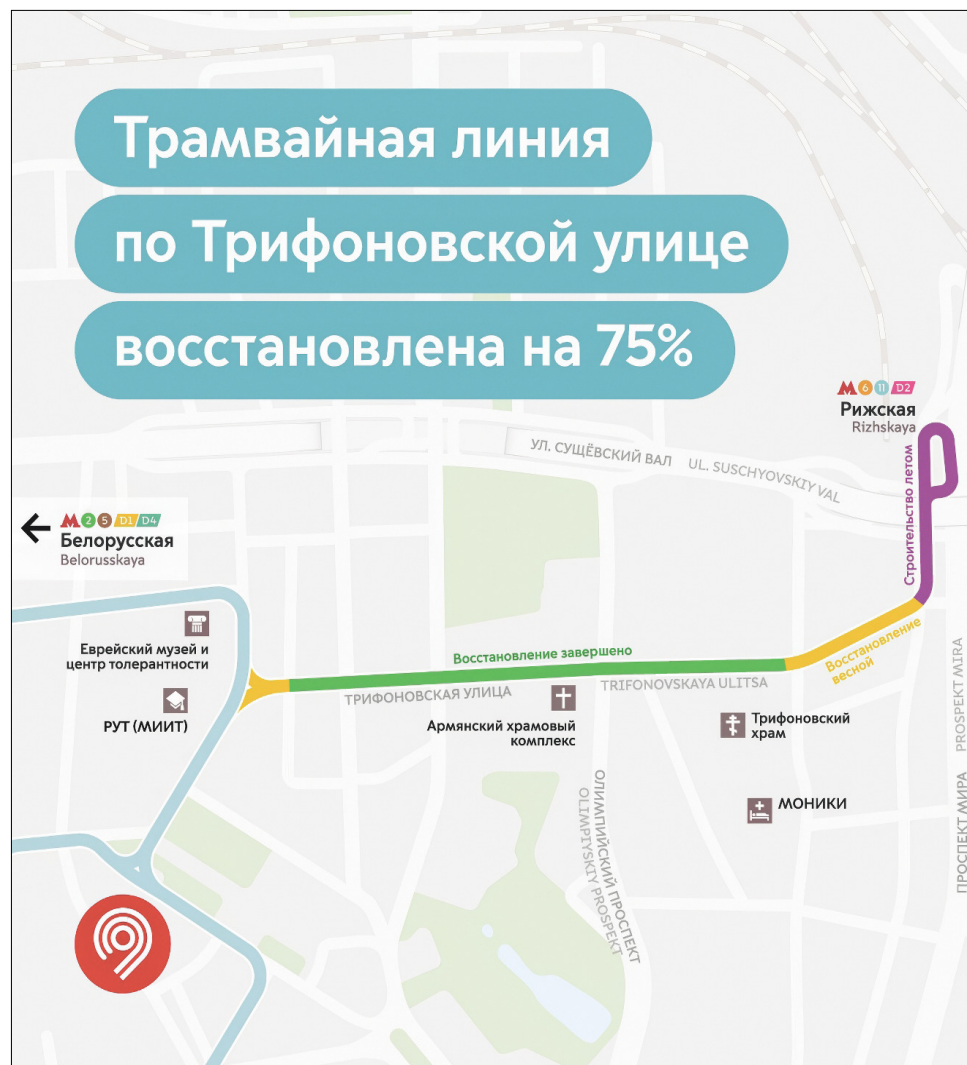 Трамвайная линия
по Трифоновской улице
восстановлена на 75%
М 6 11 D2
Рижская
Rizhskaya
УЛ. СУЩЁВСКИЙ ВАЛ UL. SUSCHYOVSKIY VAL
Строительство летом
М 2 5 D1 D4
Белорусская
Belorusskaya
Еврейский музей и
центр толерантности
Восстановление завершено
Восстановление
весной
ТРИФОНОВСКАЯ УЛИЦА
TRIFONOVSKAYA ULITSA
РУТ (МИИТ)
Армянский храмовый
комплекс
Трифоновский
храм
МОНИКИ
ОЛИМПИЙСКИЙ ПРОСПЕКТ
OLIMPIYSKIY PROSPEKT
ПРОСПЕКТ МИРА PROSPEKT MIRA